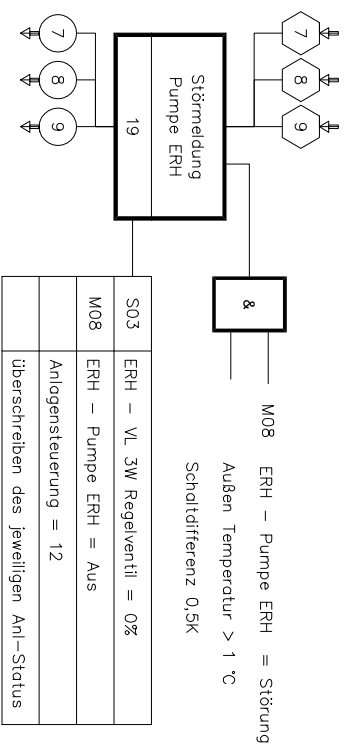 7
8
9
Störmeldung
Pumpe ERH
19
7
8
9
&
M08 ERH - Pumpe ERH = Störung
Außen Temperatur > 1 °C
Schaltdifferenz 0,5K
S03 ERH - VL 3W Regelventil = 0%
M08 ERH - Pumpe ERH = Aus
Anlagensteuerung = 12
überschreiben des jeweiligen Anl-Status